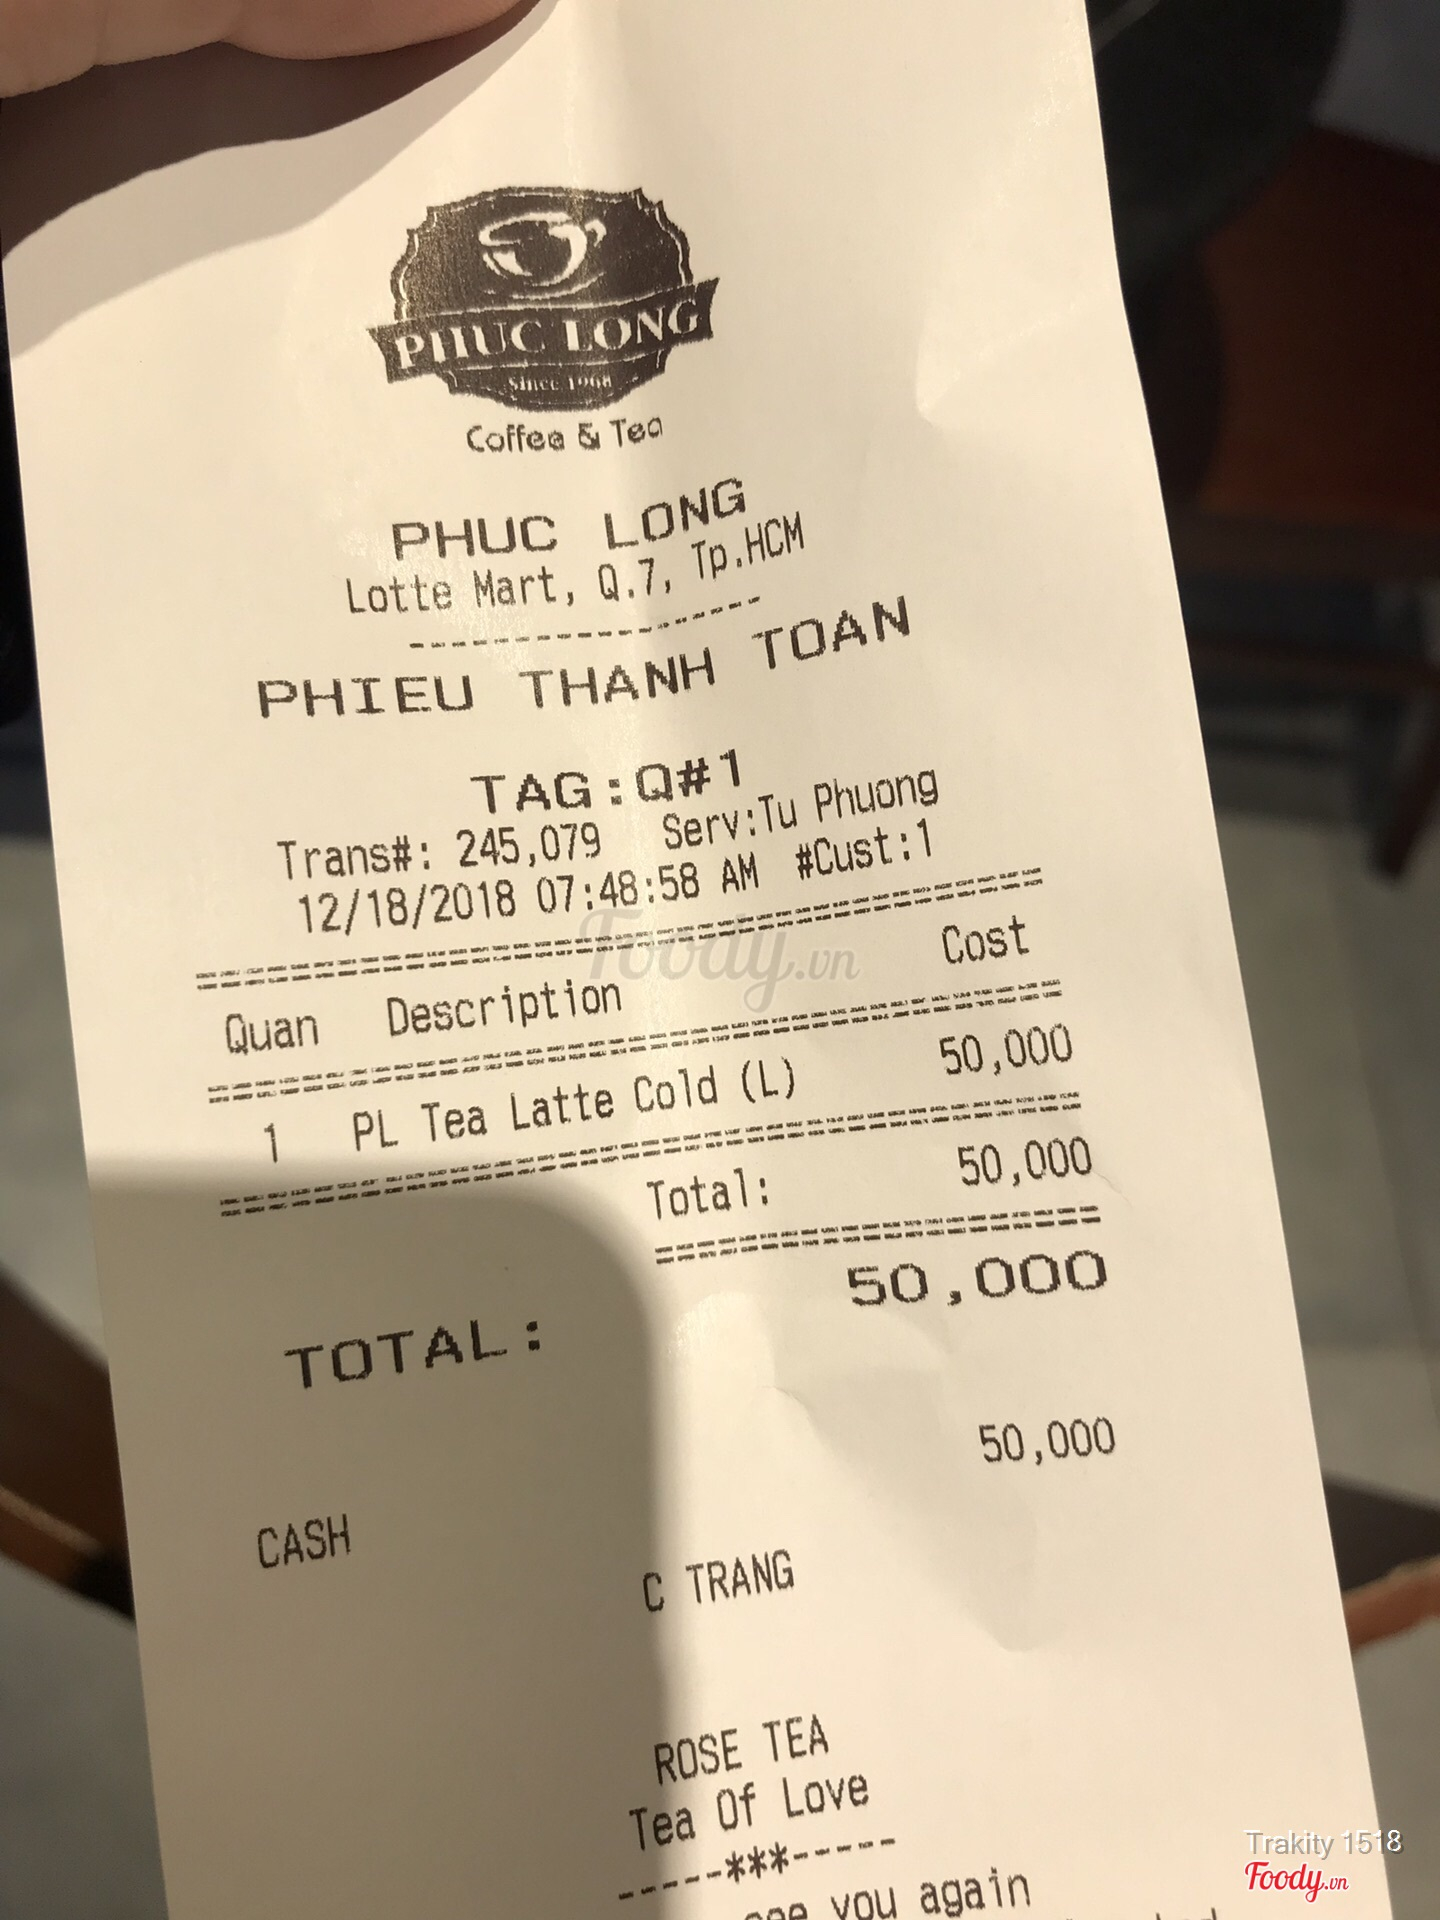 PHUC LONG
Since 1968
Coffee & Tea
PHUC LONG
Lotte Mart, Q.7, Tp.HCM
PHIEU THANH TOAN
TAG:Q#1
Trans#: 245,079 Serv:Tu Phuong
12/18/2018 07:48:58 AM #Cust:1
Foody.vn
Quan Description Cost
1 PL Tea Latte Cold (L) 50,000
Total: 50,000
TOTAL: 50,000
CASH 50,000
C TRANG
ROSE TEA
Tea Of Love
-----***-----
see you again
Trakity 1518
Foody.vn